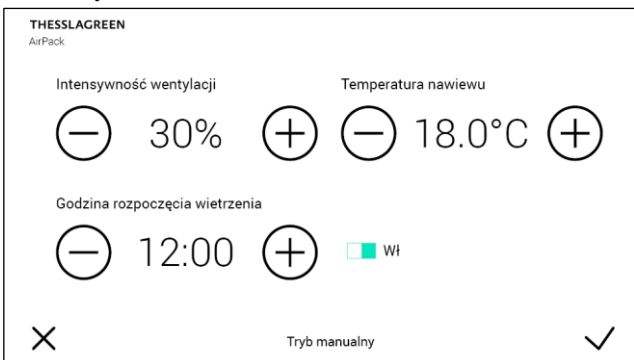 THESSLAGREEN
AirPack
Intensywność wentylacji
Temperatura nawiewu
30%
18.0°C
Godzina rozpoczęcia wietrzenia
12:00
Wł
Tryb manualny